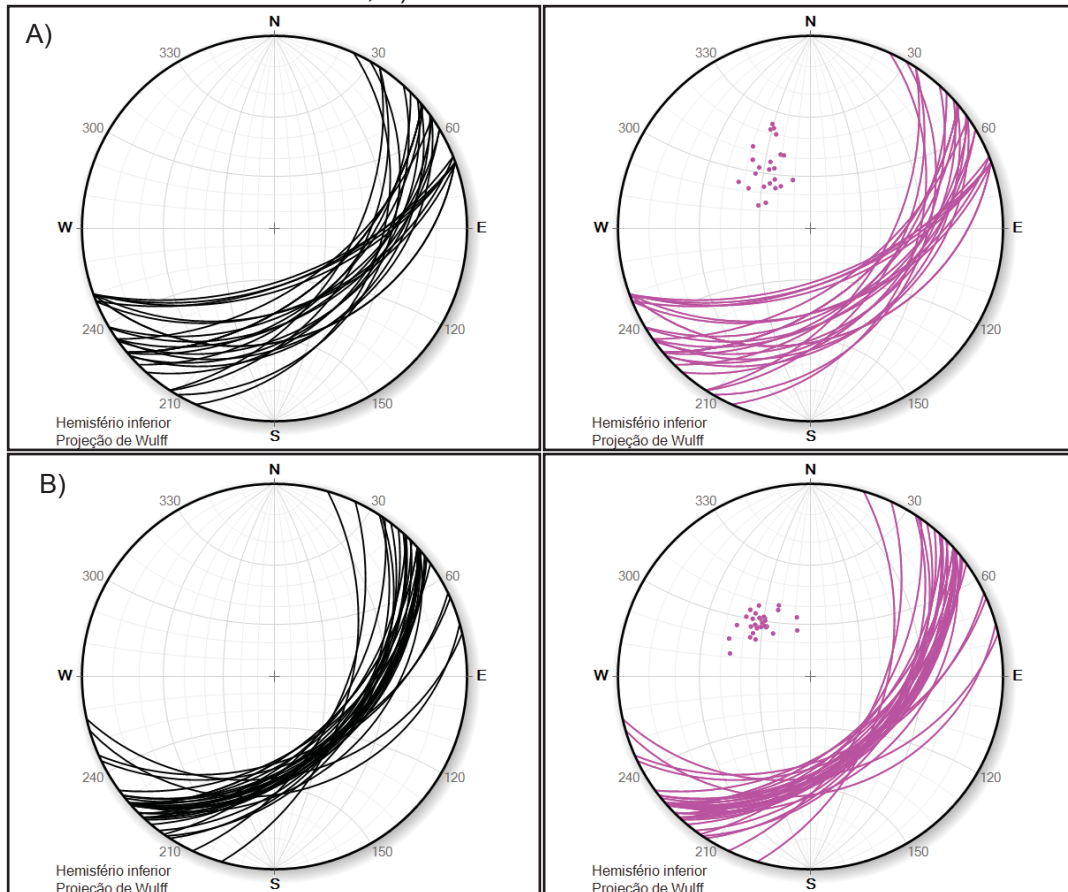 A)
N
330
30
300
60
W
E
240
120
210
150
S
Hemisfério inferior
Projeção de Wulff
N
330
30
300
60
W
E
240
120
210
150
S
Hemisfério inferior
Projeção de Wulff
B)
N
330
30
300
60
W
E
240
120
210
150
S
Hemisfério inferior
Projeção de Wulff
N
330
30
300
60
W
E
240
120
210
150
S
Hemisfério inferior
Projeção de Wulff